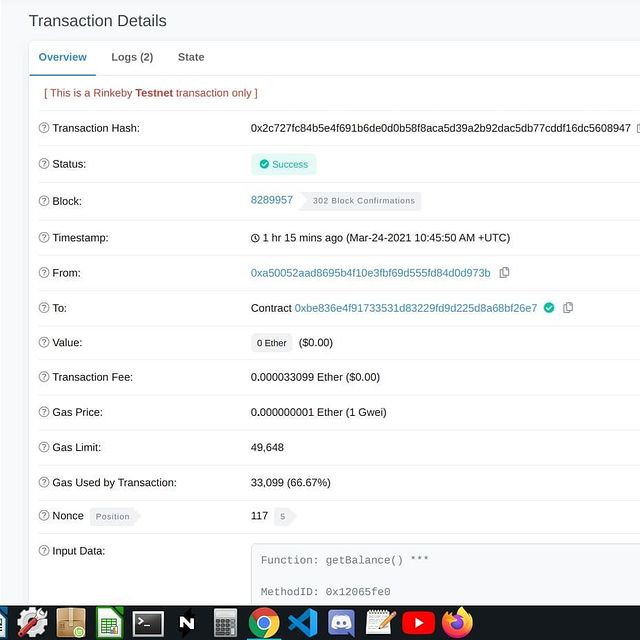 Transaction Details
Overview Logs (2) State
[ This is a Rinkeby Testnet transaction only ]
Transaction Hash: 0x2c727fc84b5e4f691b6de0d0b58f8aca5d39a2b92dac5db77cddf16dc5608947
Status: Success
Block: 8289957 302 Block Confirmations
Timestamp: 1 hr 15 mins ago (Mar-24-2021 10:45:50 AM +UTC)
From: 0xa50052aad8695b4f10e3fbf69d555fd84d0d973b
To: Contract 0xbe836e4f91733531d83229fd9d225d8a68bf26e7
Value: 0 Ether ($0.00)
Transaction Fee: 0.000033099 Ether ($0.00)
Gas Price: 0.000000001 Ether (1 Gwei)
Gas Limit: 49,648
Gas Used by Transaction: 33,099 (66.67%)
Nonce Position 117 5
Input Data: Function: getBalance() ***
MethodID: 0x12065fe0